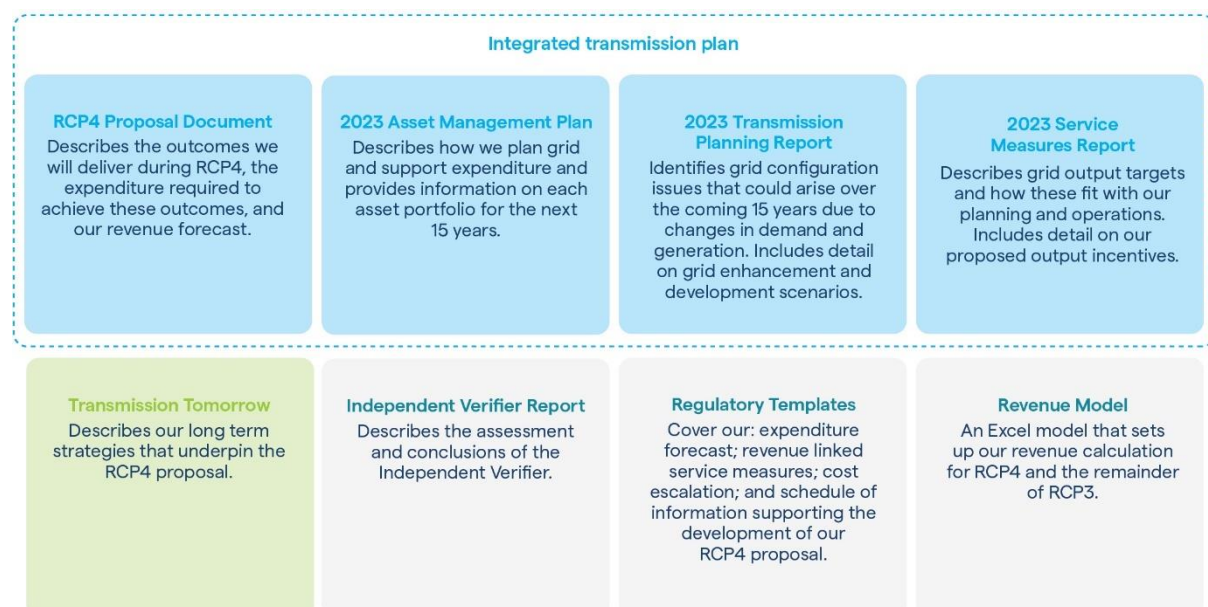 Integrated transmission plan
RCP4 Proposal Document
Describes the outcomes we
will deliver during RCP4, the
expenditure required to
achieve these outcomes, and
our revenue forecast.
2023 Asset Management Plan
Describes how we plan grid
and support expenditure and
provides information on each
asset portfolio for the next
15 years.
2023 Transmission
Planning Report
Identifies grid configuration
issues that could arise over
the coming 15 years due to
changes in demand and
generation. Includes detail
on grid enhancement and
development scenarios.
2023 Service
Measures Report
Describes grid output targets
and how these fit with our
planning and operations.
Includes detail on our
proposed output incentives.
Transmission Tomorrow
Describes our long term
strategies that underpin the
RCP4 proposal.
Independent Verifier Report
Describes the assessment
and conclusions of the
Independent Verifier.
Regulatory Templates
Cover our: expenditure
forecast; revenue linked
service measures; cost
escalation; and schedule of
information supporting the
development of our
RCP4 proposal.
Revenue Model
An Excel model that sets
up our revenue calculation
for RCP4 and the remainder
of RCP3.